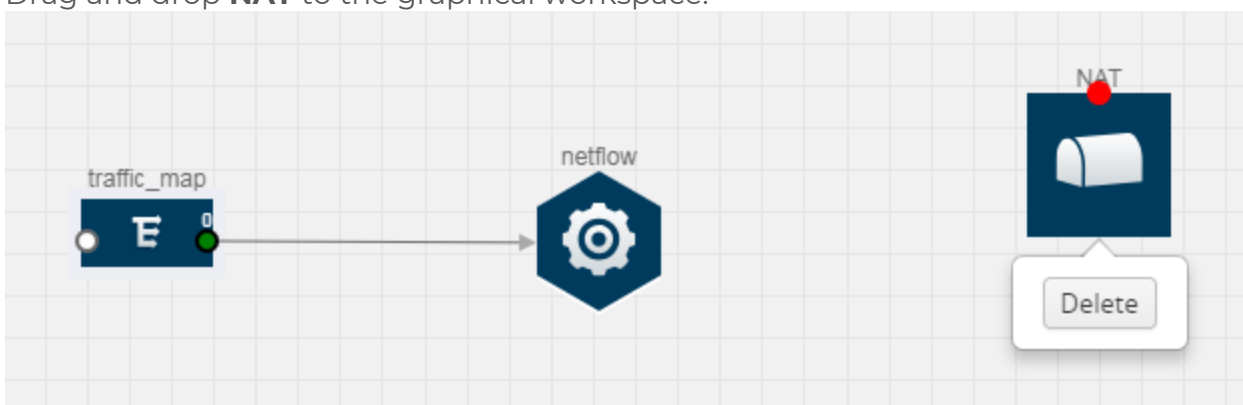 Drag and drop NAT to the graphical workspace.
NAT
netflow
traffic_map
0
Delete